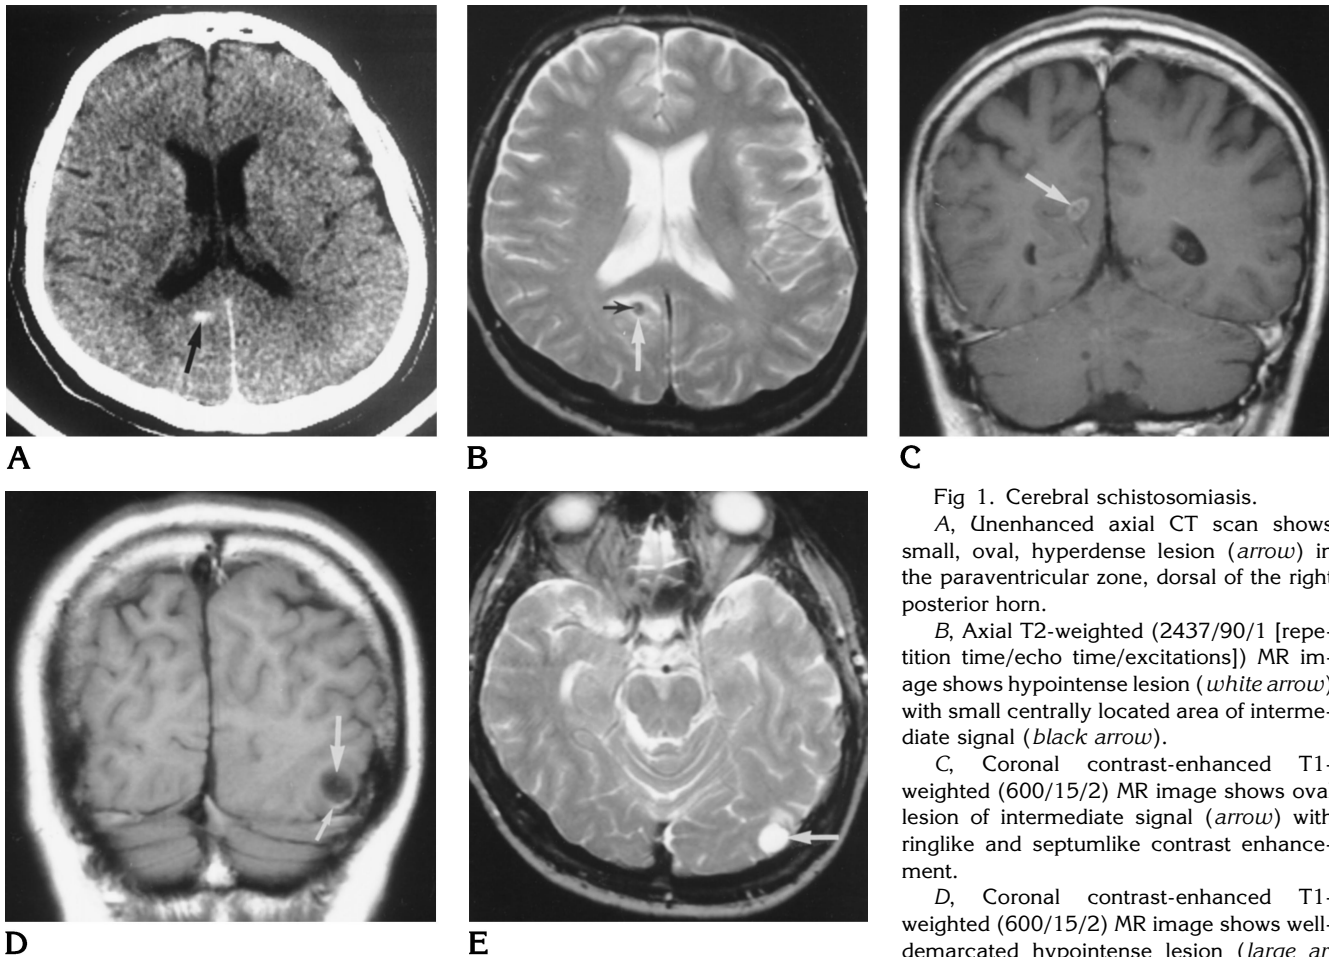 A
B
C
D
E
Fig 1. Cerebral schistosomiasis.
A, Unenhanced axial CT scan shows
small, oval, hyperdense lesion (arrow) in
the paraventricular zone, dorsal of the right
posterior horn.
B, Axial T2-weighted (2437/90/1 [repe-
tition time/echo time/excitations]) MR im-
age shows hypointense lesion (white arrow)
with small centrally located area of interme-
diate signal (black arrow).
C, Coronal contrast-enhanced T1-
weighted (600/15/2) MR image shows ova
lesion of intermediate signal (arrow) with
ringlike and septumlike contrast enhance-
ment.
D, Coronal contrast-enhanced T1-
weighted (600/15/2) MR image shows well-
demarcated hypointense lesion (large ar